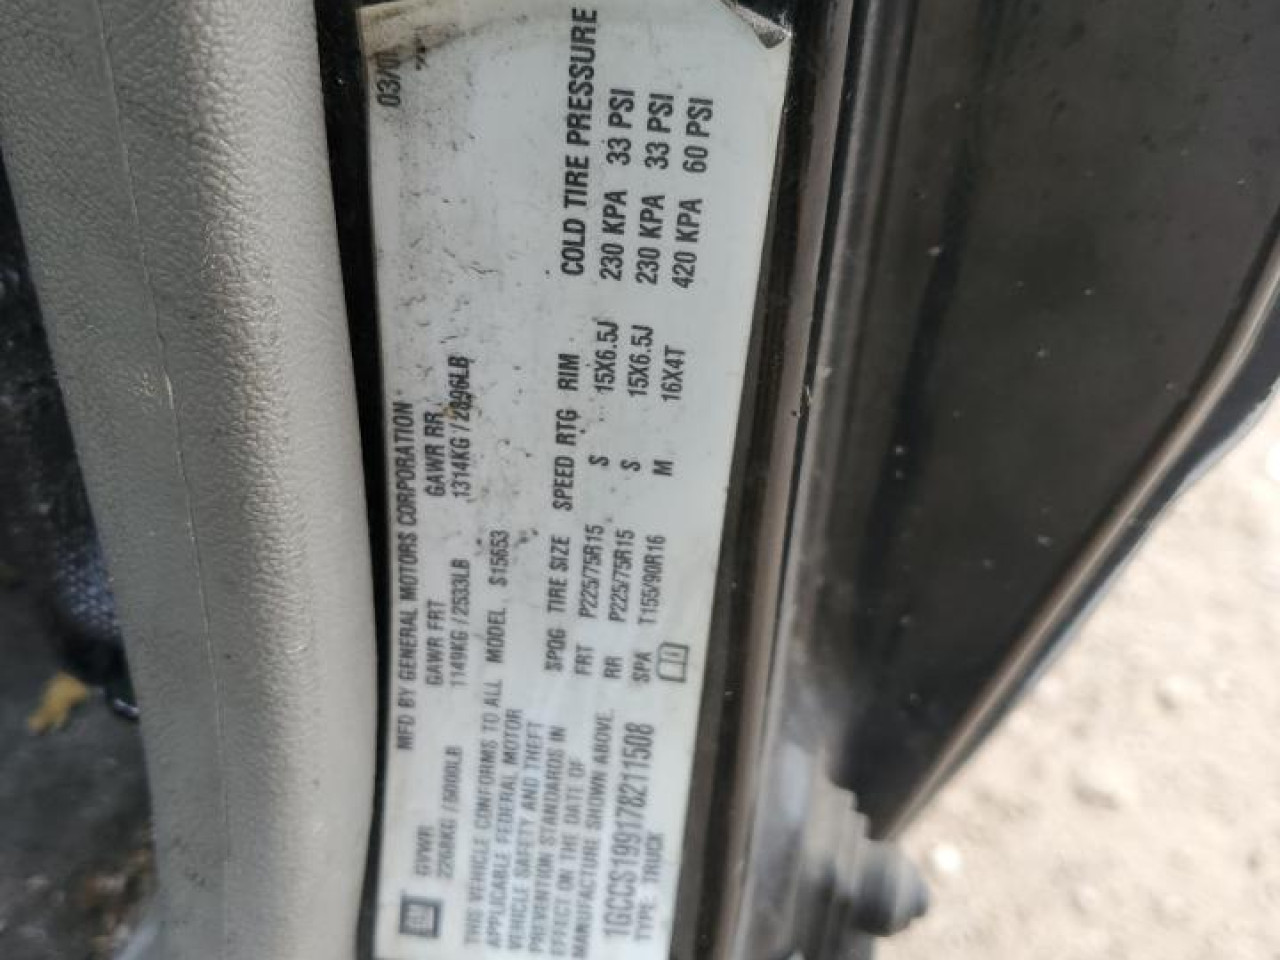 MFD BY GENERAL MOTORS CORPORATION
03/0
GM
GVWR GAWR FRT GAWR RR
2268KG / 5000LB 1149KG / 2533LB 1314KG / 2896LB
THIS VEHICLE CONFORMS TO ALL
APPLICABLE FEDERAL MOTOR
VEHICLE SAFETY AND THEFT
PREVENTION STANDARDS IN
EFFECT ON THE DATE OF
MANUFACTURE SHOWN ABOVE.
1GCCS199178211508
TYPE: TRUCK
MODEL S15653
SPOG TIRE SIZE SPEED RTG RIM COLD TIRE PRESSURE
FRT P225/75R15 S 15X6.5J 230 KPA 33 PSI
RR P225/75R15 S 15X6.5J 230 KPA 33 PSI
SPA T155/90R16 M 16X4T 420 KPA 60 PSI